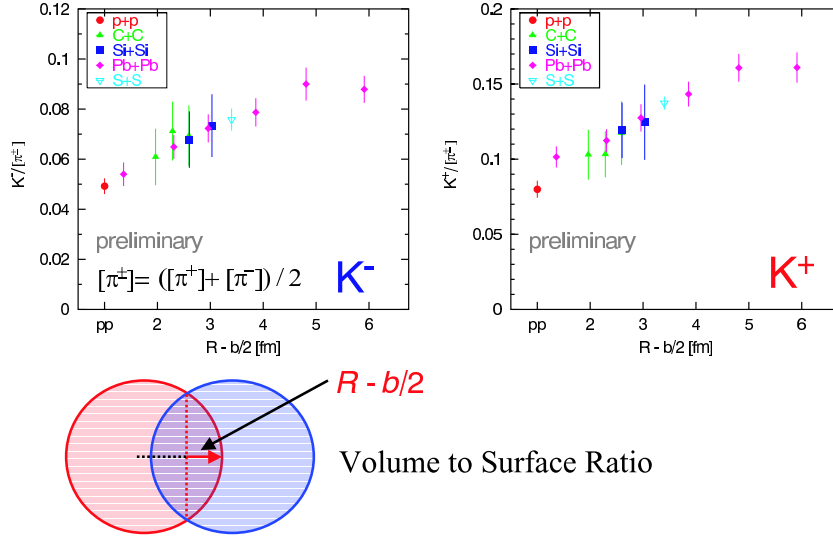 0.12
0.1
0.08
0.06
0.04
0.02
0
K⁻/[π±]
p+p
C+C
Si+Si
Pb+Pb
S+S
preliminary
[π±]= ([π⁺]+ [π⁻]) / 2
K⁻
pp 2 3 4 5 6
R - b/2 [fm]
0.2
0.15
0.1
0.05
0
K⁺/[π±]
p+p
C+C
Si+Si
Pb+Pb
S+S
preliminary
K⁺
pp 2 3 4 5 6
R - b/2 [fm]
R - b/2
Volume to Surface Ratio